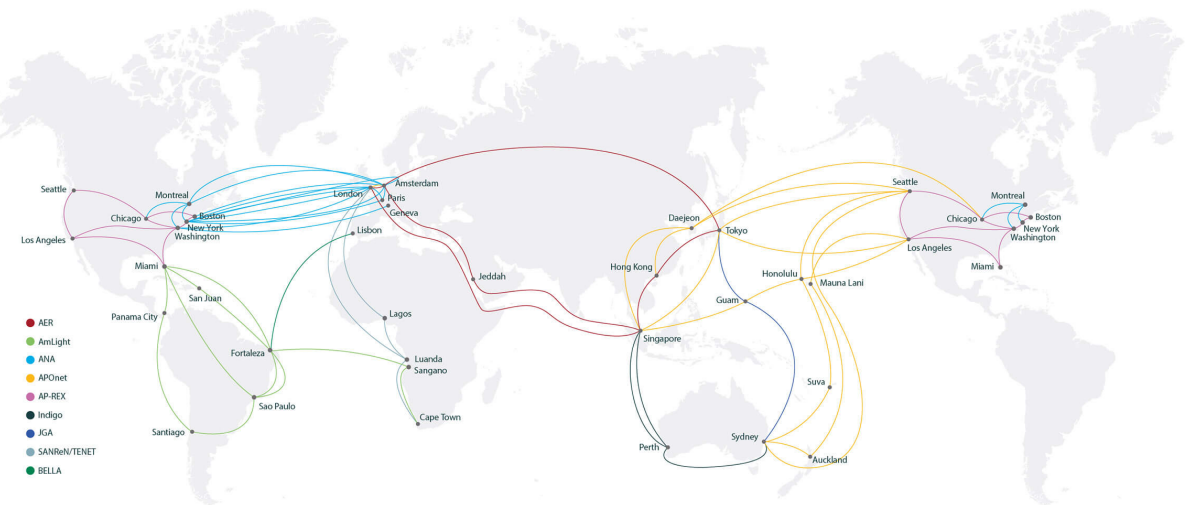 Seattle
Montreal
Chicago
Boston
New York
Washington
Los Angeles
Miami
San Juan
Panama City
Fortaleza
Sao Paulo
Santiago
London
Amsterdam
Paris
Geneva
Lisbon
Jeddah
Lagos
Luanda
Sangano
Cape Town
Daejeon
Tokyo
Hong Kong
Guam
Singapore
Honolulu
Mauna Lani
Suva
Perth
Sydney
Auckland
Seattle
Montreal
Chicago
Boston
New York
Washington
Los Angeles
Miami
AER
AmLight
ANA
APOnet
AP-REX
Indigo
JGA
SANReN/TENET
BELLA